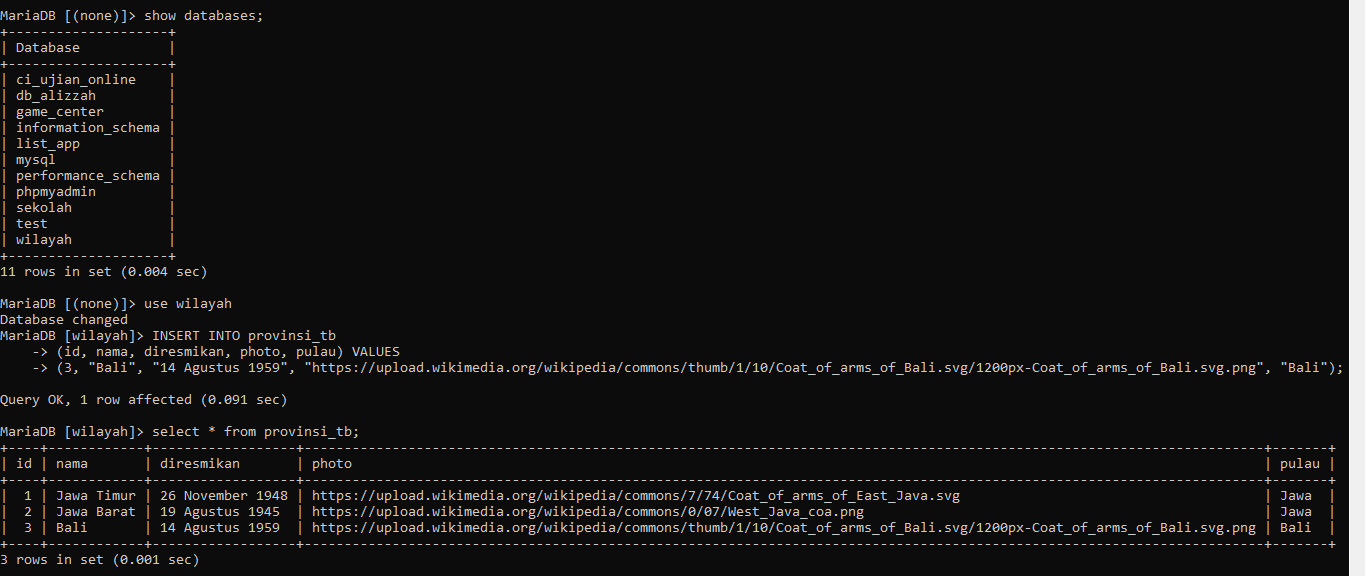 MariaDB [(none)]> show databases;
+--------------------+
| Database           |
+--------------------+
| ci_ujian_online    |
| db_alizzah         |
| game_center        |
| information_schema |
| list_app           |
| mysql              |
| performance_schema |
| phpmyadmin         |
| sekolah            |
| test               |
| wilayah            |
+--------------------+
11 rows in set (0.004 sec)
MariaDB [(none)]> use wilayah
Database changed
MariaDB [wilayah]> INSERT INTO provinsi_tb
    -> (id, nama, diresmikan, photo, pulau) VALUES
    -> (3, "Bali", "14 Agustus 1959", "https://upload.wikimedia.org/wikipedia/commons/thumb/1/10/Coat_of_arms_of_Bali.svg/1200px-Coat_of_arms_of_Bali.svg.png", "Bali");
Query OK, 1 row affected (0.091 sec)
MariaDB [wilayah]> select * from provinsi_tb;
+----+------------+------------------+------------------------------------------------------------------------------------------------------------------------+-------+
| id | nama       | diresmikan       | photo                                                                                                                  | pulau |
+----+------------+------------------+------------------------------------------------------------------------------------------------------------------------+-------+
|  1 | Jawa Timur | 26 November 1948 | https://upload.wikimedia.org/wikipedia/commons/7/74/Coat_of_arms_of_East_Java.svg                                      | Jawa  |
|  2 | Jawa Barat | 19 Agustus 1945  | https://upload.wikimedia.org/wikipedia/commons/0/07/West_Java_coa.png                                                  | Jawa  |
|  3 | Bali       | 14 Agustus 1959  | https://upload.wikimedia.org/wikipedia/commons/thumb/1/10/Coat_of_arms_of_Bali.svg/1200px-Coat_of_arms_of_Bali.svg.png | Bali  |
+----+------------+------------------+------------------------------------------------------------------------------------------------------------------------+-------+
3 rows in set (0.001 sec)